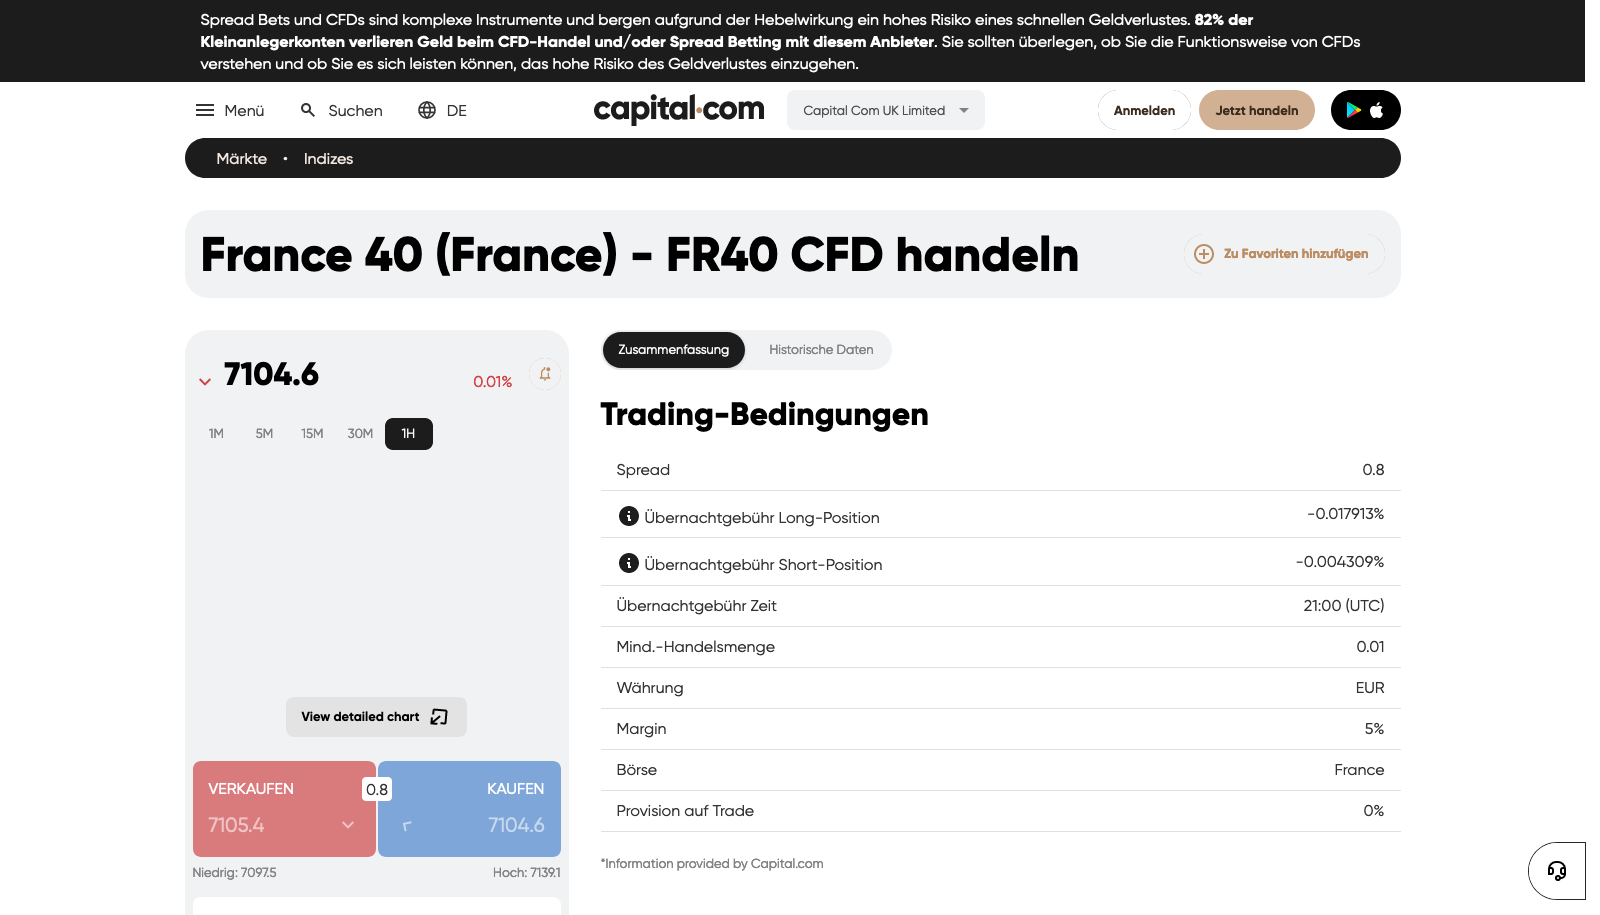 Spread Bets und CFDs sind komplexe Instrumente und bergen aufgrund der Hebelwirkung ein hohes Risiko eines schnellen Geldverlustes. 82% der
Kleinanlegerkonten verlieren Geld beim CFD-Handel und/oder Spread Betting mit diesem Anbieter. Sie sollten überlegen, ob Sie die Funktionsweise von CFDs
verstehen und ob Sie es sich leisten können, das hohe Risiko des Geldverlustes einzugehen.
Menü Suchen DE capital.com Capital Com UK Limited Anmelden Jetzt handeln
Märkte • Indizes
France 40 (France) - FR40 CFD handeln
Zu Favoriten hinzufügen
7104.6 0.01%
1M 5M 15M 30M 1H
View detailed chart
VERKAUFEN 0.8 KAUFEN
7105.4 7104.6
Niedrig: 7097.5 Hoch: 7139.1
Zusammenfassung Historische Daten
Trading-Bedingungen
Spread 0.8
Übernachtgebühr Long-Position -0.017913%
Übernachtgebühr Short-Position -0.004309%
Übernachtgebühr Zeit 21:00 (UTC)
Mind.-Handelsmenge 0.01
Währung EUR
Margin 5%
Börse France
Provision auf Trade 0%
*Information provided by Capital.com